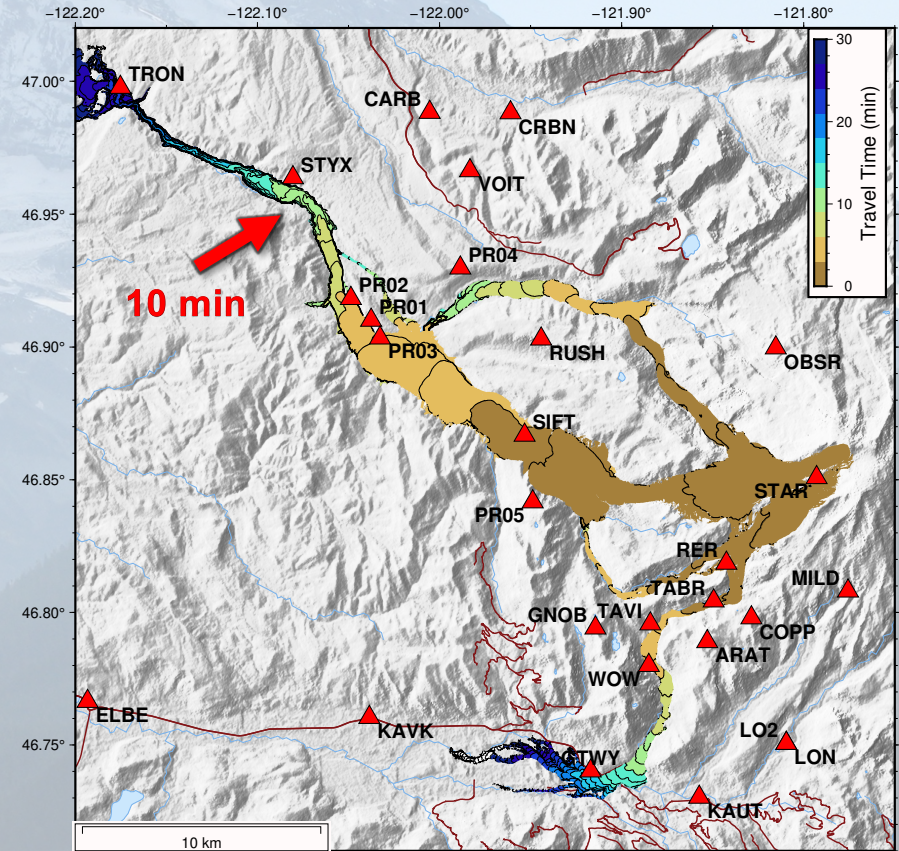 −122.20° −122.10° −122.00° −121.90° −121.80°
47.00°
46.95°
46.90°
46.85°
46.80°
46.75°
TRON
CARB
CRBN
STYX
VOIT
10 min
PR04
PR02
PR01
PR03
RUSH
OBSR
SIFT
STAR
PR05
RER
TABR
MILD
GNOB
TAVI
COPP
ARAT
WOW
ELBE
KAVK
GTWY
LO2
LON
KAUT
10 km
30
20
10
0
Travel Time (min)